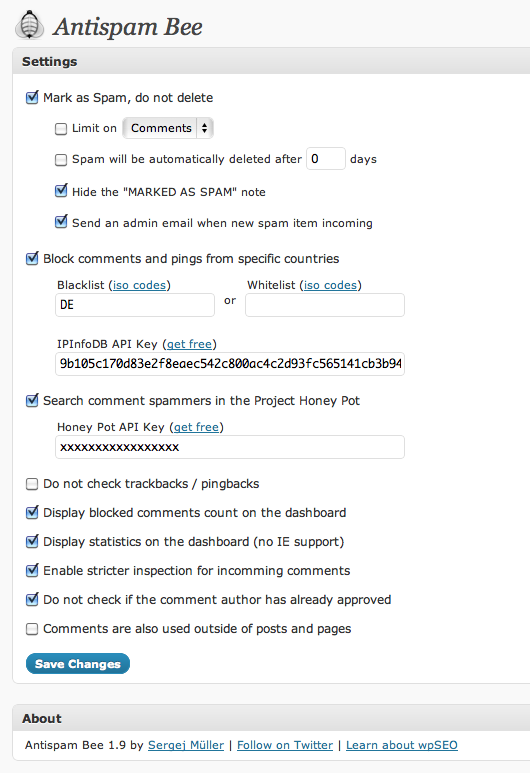 Antispam Bee
Settings
Mark as Spam, do not delete
Limit on Comments
Spam will be automatically deleted after 0 days
Hide the "MARKED AS SPAM" note
Send an admin email when new spam item incoming
Block comments and pings from specific countries
Blacklist (iso codes) Whitelist (iso codes)
DE or
IPInfoDB API Key (get free)
9b105c170d83e2f8eaec542c800ac4c2d93fc565141cb3b94
Search comment spammers in the Project Honey Pot
Honey Pot API Key (get free)
xxxxxxxxxxxxxxxxx
Do not check trackbacks / pingbacks
Display blocked comments count on the dashboard
Display statistics on the dashboard (no IE support)
Enable stricter inspection for incomming comments
Do not check if the comment author has already approved
Comments are also used outside of posts and pages
Save Changes
About
Antispam Bee 1.9 by Sergej Müller | Follow on Twitter | Learn about wpSEO